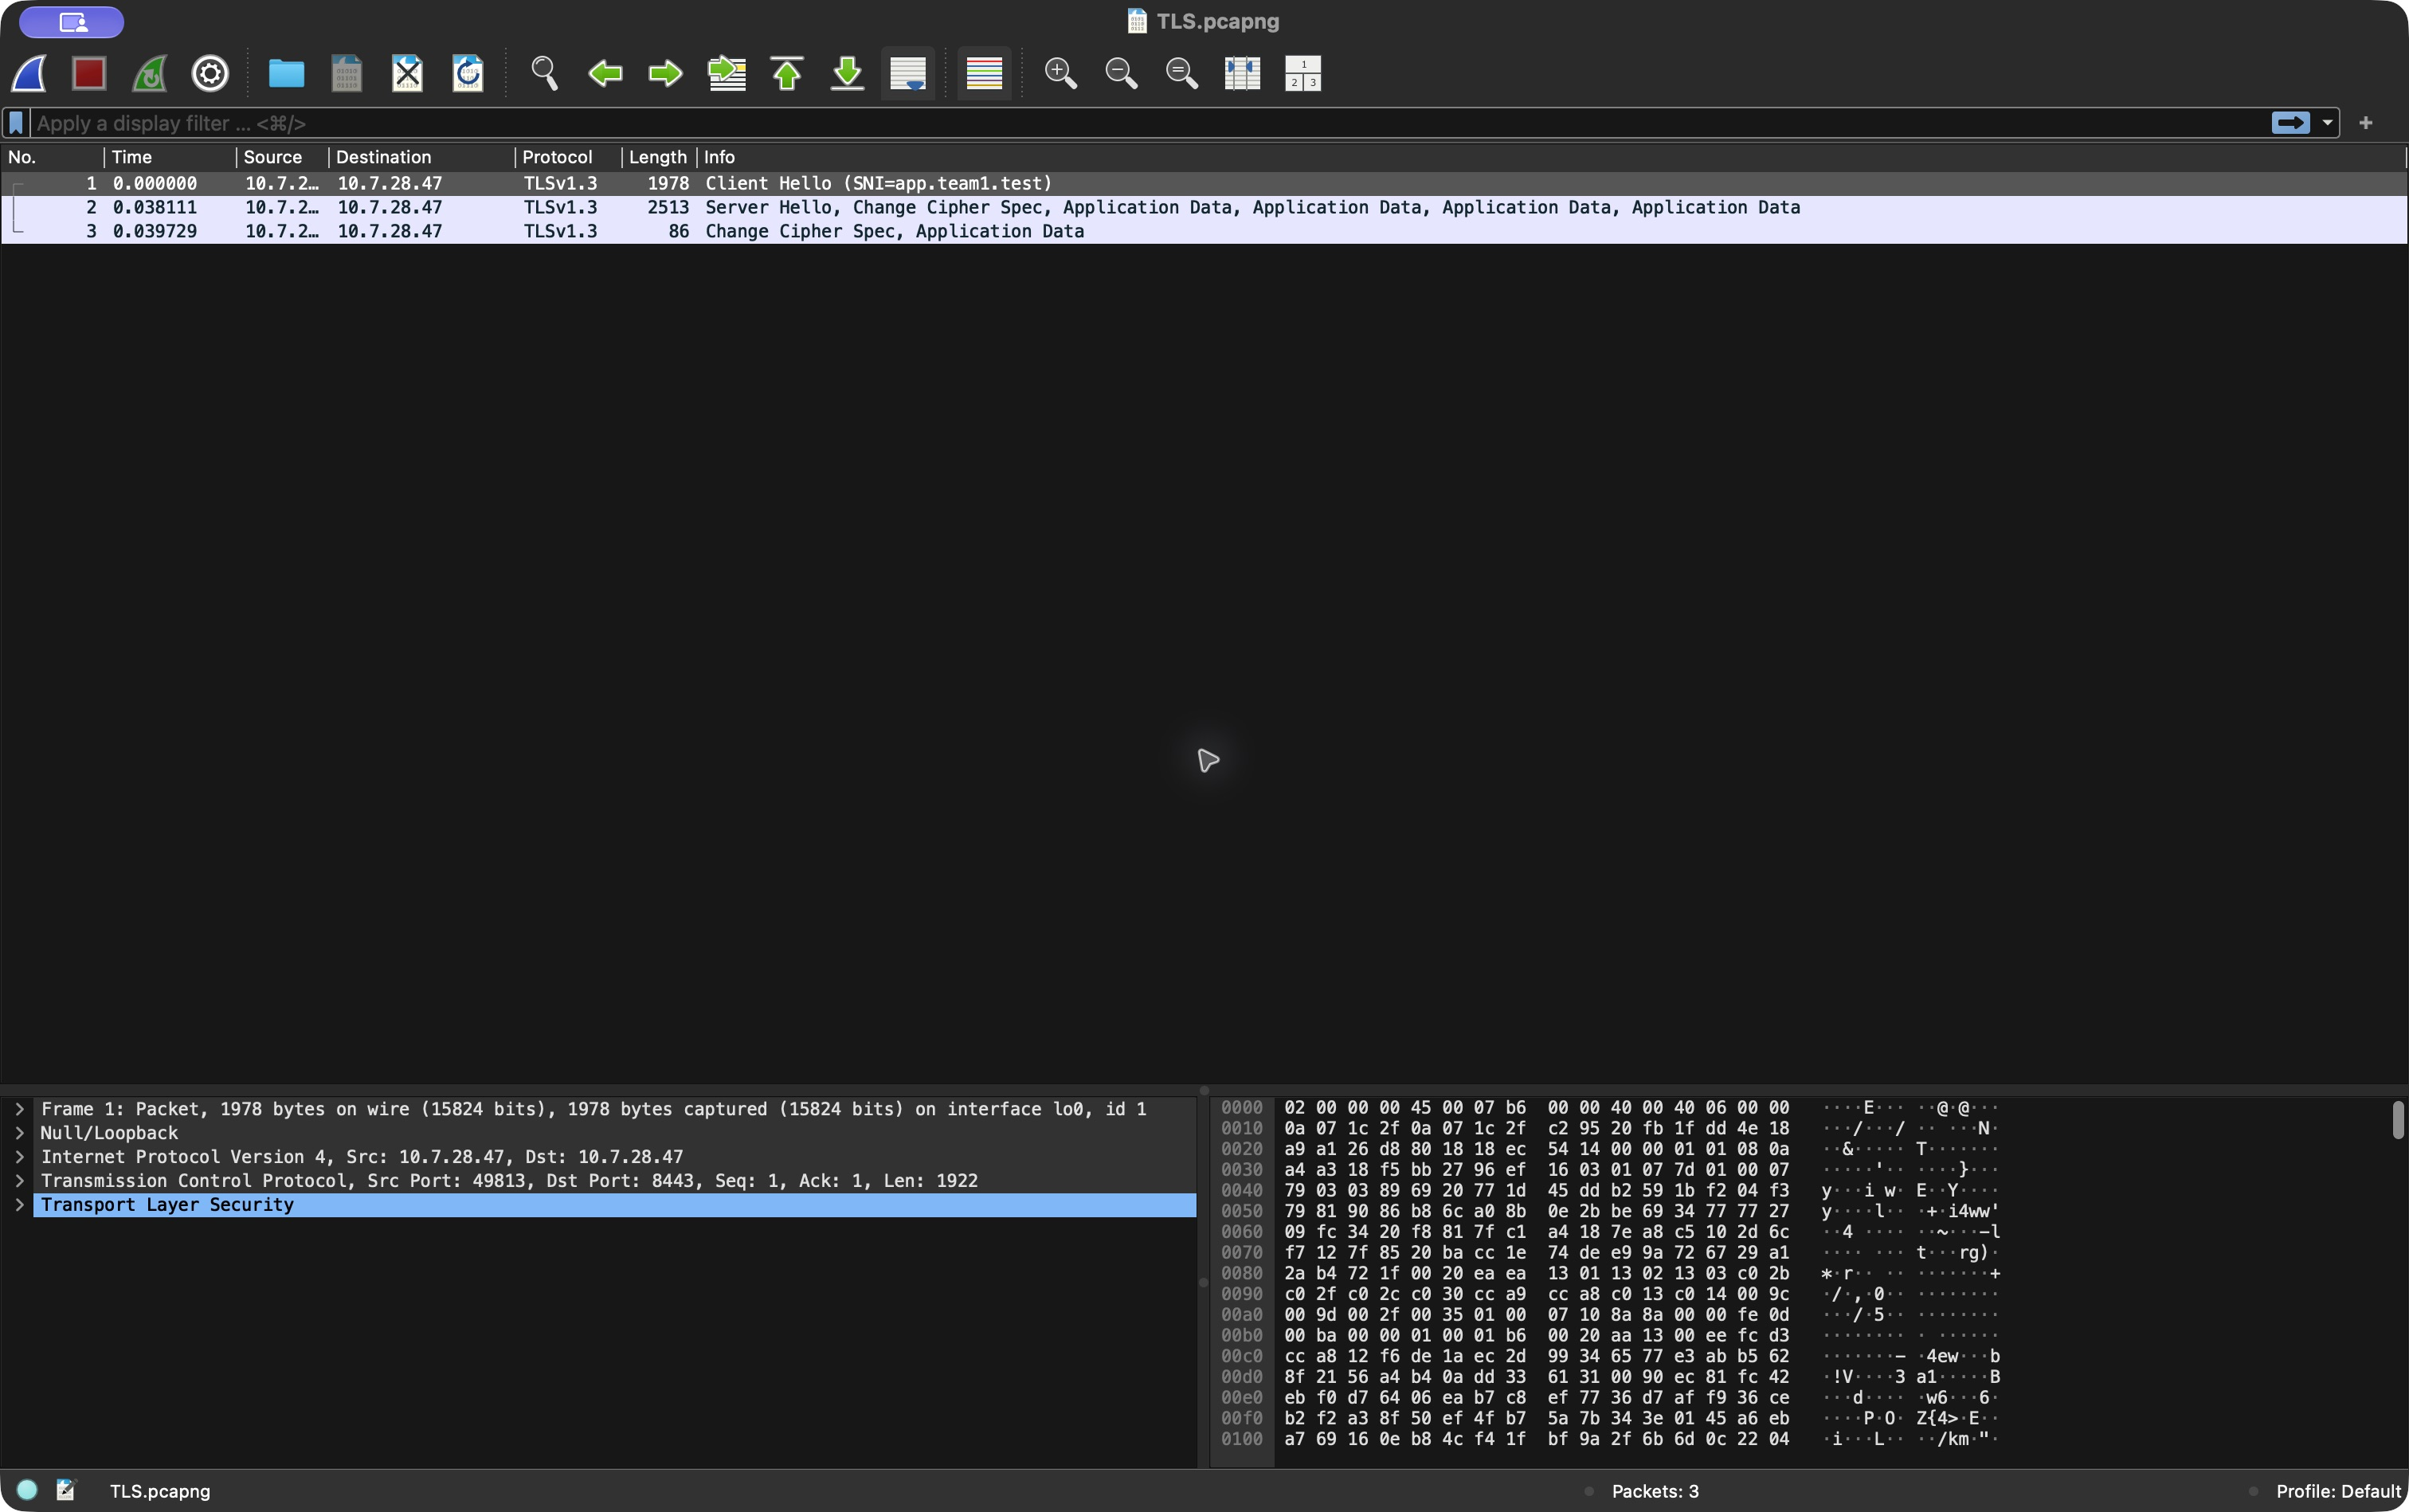 TLS.pcapng
Apply a display filter ... <⌘/>
No. Time Source Destination Protocol Length Info
1 0.000000 10.7.2… 10.7.28.47 TLSv1.3 1978 Client Hello (SNI=app.team1.test)
2 0.038111 10.7.2… 10.7.28.47 TLSv1.3 2513 Server Hello, Change Cipher Spec, Application Data, Application Data, Application Data, Application Data
3 0.039729 10.7.2… 10.7.28.47 TLSv1.3 86 Change Cipher Spec, Application Data
Frame 1: Packet, 1978 bytes on wire (15824 bits), 1978 bytes captured (15824 bits) on interface lo0, id 1
Null/Loopback
Internet Protocol Version 4, Src: 10.7.28.47, Dst: 10.7.28.47
Transmission Control Protocol, Src Port: 49813, Dst Port: 8443, Seq: 1, Ack: 1, Len: 1922
Transport Layer Security
0000 02 00 00 00 45 00 07 b6 00 00 40 00 40 06 00 00 ····E··· ··@·@···
0010 0a 07 1c 2f 0a 07 1c 2f c2 95 20 fb 1f dd 4e 18 ···/···/ ·· ···N·
0020 a9 a1 26 d8 80 18 18 ec 54 14 00 00 01 01 08 0a ··&····· T·······
0030 a4 a3 18 f5 bb 27 96 ef 16 03 01 07 7d 01 00 07 ·····'·· ····}···
0040 79 03 03 89 69 20 77 1d 45 dd b2 59 1b f2 04 f3 y···i w· E··Y····
0050 79 81 90 86 b8 6c a0 8b 0e 2b be 69 34 77 77 27 y····l·· ·+·i4ww'
0060 09 fc 34 20 f8 81 7f c1 a4 18 7e a8 c5 10 2d 6c ··4 ···· ··~···-l
0070 f7 12 7f 85 20 ba cc 1e 74 de e9 9a 72 67 29 a1 ···· ··· t···rg)·
0080 2a b4 72 1f 00 20 ea ea 13 01 13 02 13 03 c0 2b *·r·· ·· ·······+
0090 c0 2f c0 2c c0 30 cc a9 cc a8 c0 13 c0 14 00 9c ·/·,·0·· ········
00a0 00 9d 00 2f 00 35 01 00 07 10 8a 8a 00 00 fe 0d ···/·5·· ········
00b0 00 ba 00 00 01 00 01 b6 00 20 aa 13 00 ee fc d3 ········ · ······
00c0 cc a8 12 f6 de 1a ec 2d 99 34 65 77 e3 ab b5 62 ·······- ·4ew···b
00d0 8f 21 56 a4 b4 0a dd 33 61 31 00 90 ec 81 fc 42 ·!V····3 a1·····B
00e0 eb f0 d7 64 06 ea b7 c8 ef 77 36 d7 af f9 36 ce ···d···· ·w6···6·
00f0 b2 f2 a3 8f 50 ef 4f b7 5a 7b 34 3e 01 45 a6 eb ····P·O· Z{4>·E··
0100 a7 69 16 0e b8 4c f4 1f bf 9a 2f 6b 6d 0c 22 04 ·i···L·· ··/km·"·
TLS.pcapng Packets: 3 Profile: Default